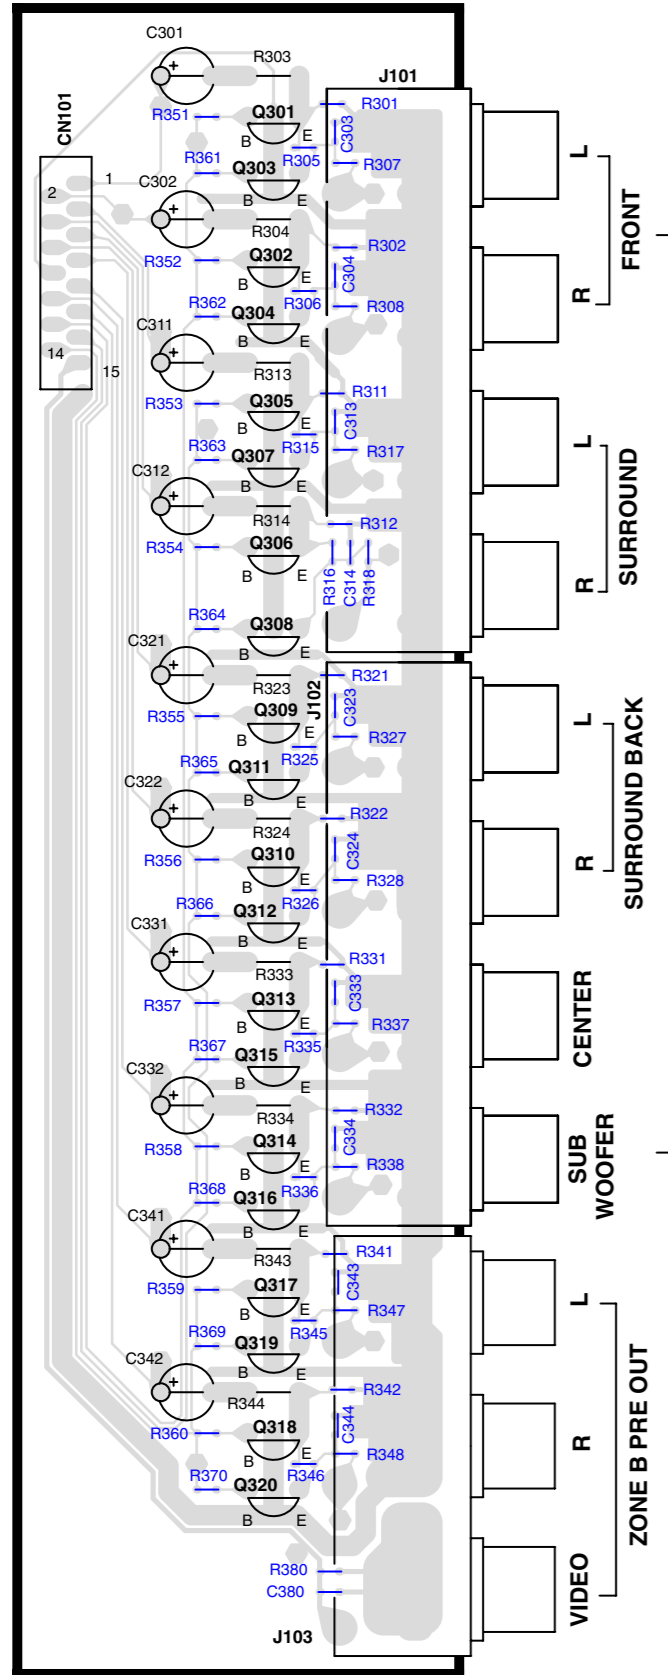 C301
R303
J101
CN101
R351
Q301
R301
B
E
C303
R305
R307
L
R361
Q303
1
2
C302
B
E
FRONT
R304
R302
R352
Q302
E
C304
B
R306
R308
R
R362
Q304
C311
B
E
14
15
R313
R311
R353
Q305
B
E
C313
R315
R317
L
R363
Q307
C312
B
E
SURROUND
R314
R312
R354
Q306
B
E
R316
C314
R318
R
R364
Q308
C321
B
E
R321
R323
J102
R355
Q309
C323
B
E
R325
R327
L
R365
Q311
C322
B
E
SURROUND BACK
R322
R324
R356
Q310
E
C324
B
R326
R328
R
R366
Q312
C331
B
E
R331
R333
R357
Q313
C333
B
E
R335
R337
CENTER
R367
Q315
C332
B
E
R334
R332
R358
Q314
C334
B
E
R336
R338
SUB
WOOFER
R368
Q316
C341
B
E
R343
R341
R359
Q317
C343
B
E
R345
R347
L
R369
Q319
C342
B
E
R344
R342
R360
Q318
C344
B
E
R346
R348
R
ZONE B PRE OUT
R370
Q320
B
E
R380
C380
VIDEO
J103